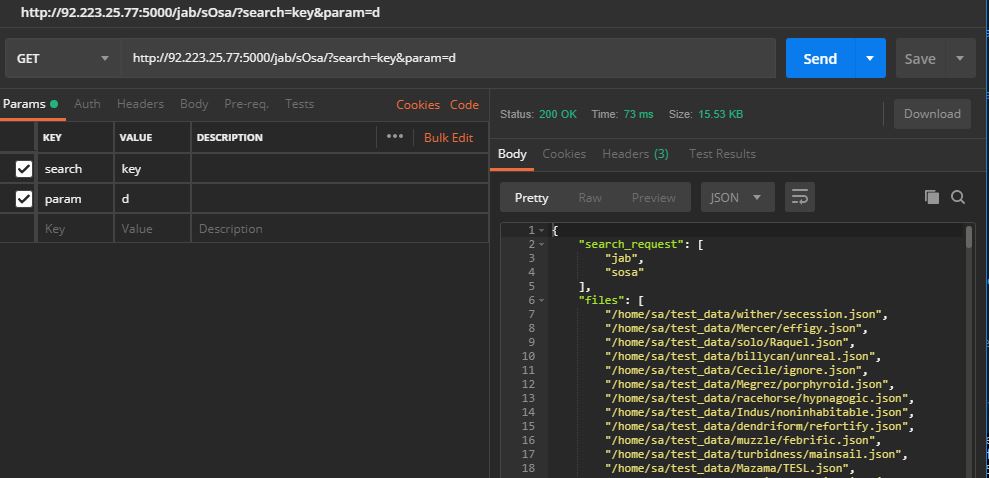 http://92.223.25.77:5000/jab/sOsa/?search=key&param=d
GET http://92.223.25.77:5000/jab/sOsa/?search=key&param=d Send Save
Params Auth Headers Body Pre-req. Tests Cookies Code
KEY VALUE DESCRIPTION ••• Bulk Edit
search key
param d
Key Value Description
Status: 200 OK Time: 73 ms Size: 15.53 KB Download
Body Cookies Headers (3) Test Results
Pretty Raw Preview JSON
1 {
2 "search_request": [
3 "jab",
4 "sosa"
5 ],
6 "files": [
7 "/home/sa/test_data/wither/secession.json",
8 "/home/sa/test_data/Mercer/effigy.json",
9 "/home/sa/test_data/solo/Raquel.json",
10 "/home/sa/test_data/billycan/unreal.json",
11 "/home/sa/test_data/Cecile/ignore.json",
12 "/home/sa/test_data/Megrez/porphyroid.json",
13 "/home/sa/test_data/racehorse/hypnagogic.json",
14 "/home/sa/test_data/Indus/noninhabitable.json",
15 "/home/sa/test_data/dendriform/refortify.json",
16 "/home/sa/test_data/muzzle/febrific.json",
17 "/home/sa/test_data/turbidness/mainsail.json",
18 "/home/sa/test_data/Mazama/TESL.json",